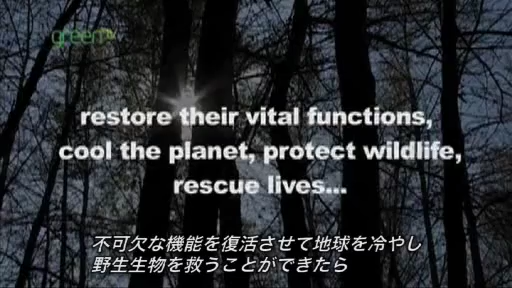 green tv
restore their vital functions,
cool the planet, protect wildlife,
rescue lives...
不可欠な機能を復活させて地球を冷やし
野生生物を救うことができたら